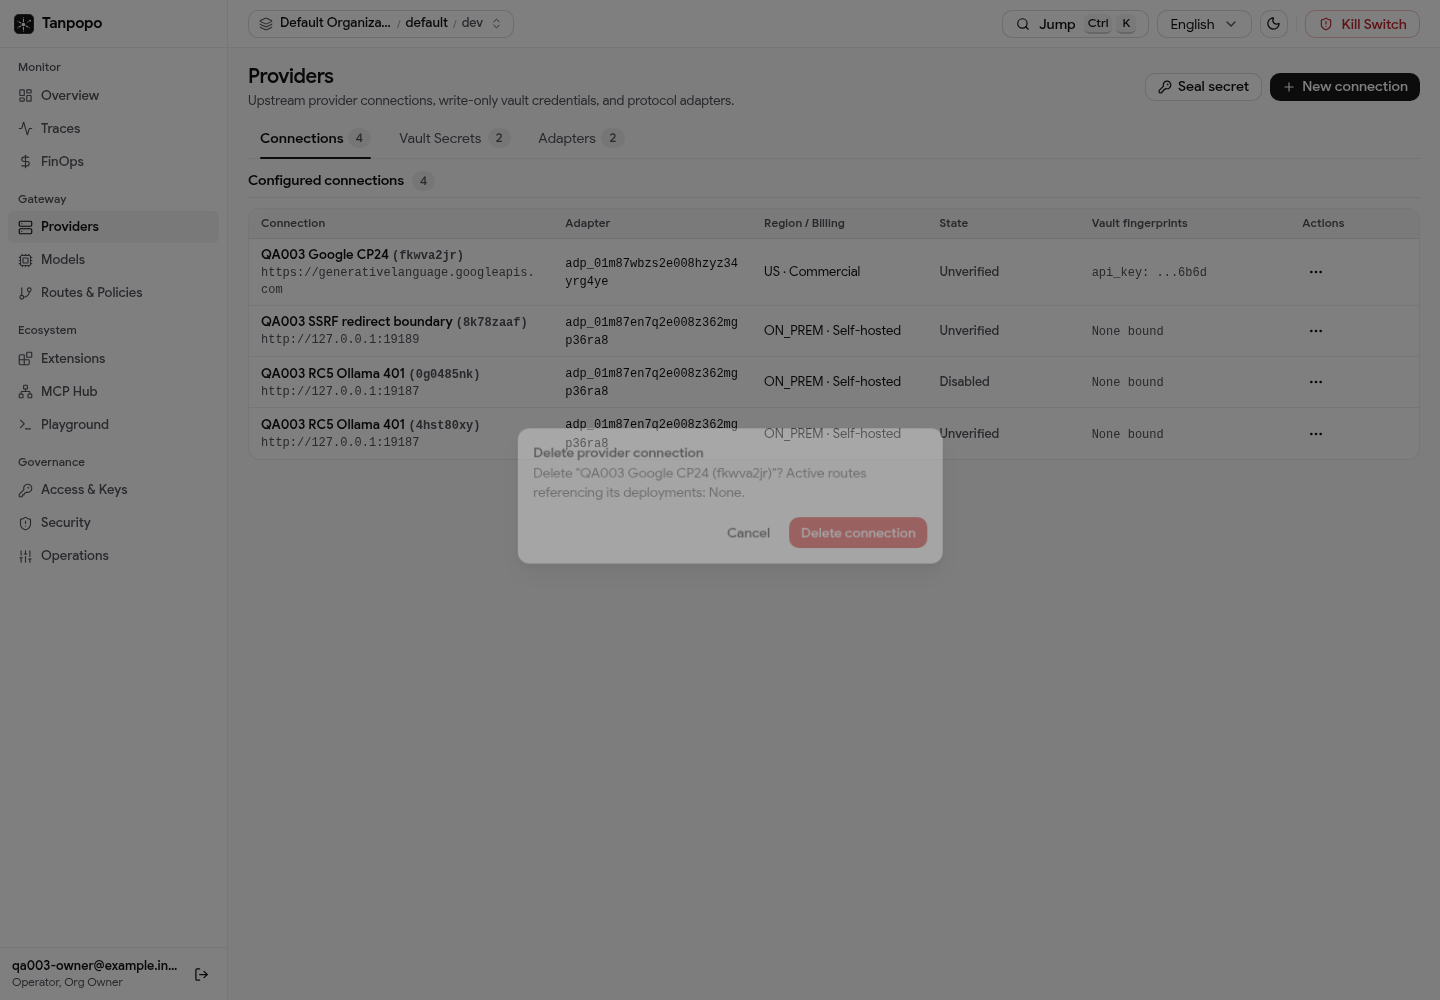 Tanpopo
Default Organiza... / default / dev
Jump Ctrl K
English
Kill Switch
Monitor
Overview
Traces
FinOps
Gateway
Providers
Models
Routes & Policies
Ecosystem
Extensions
MCP Hub
Playground
Governance
Access & Keys
Security
Operations
qa003-owner@example.in...
Operator, Org Owner
Providers
Upstream provider connections, write-only vault credentials, and protocol adapters.
Seal secret
New connection
Connections 4 Vault Secrets 2 Adapters 2
Configured connections 4
Connection Adapter Region / Billing State Vault fingerprints Actions
QA003 Google CP24 (fkwva2jr)
https://generativelanguage.googleapis.
com
adp_01m87wbzs2e008hzyz34
yrg4ye
US · Commercial
Unverified
api_key: ...6b6d
QA003 SSRF redirect boundary (8k78zaaf)
http://127.0.0.1:19189
adp_01m87en7q2e008z362mg
p36ra8
ON_PREM · Self-hosted
Unverified
None bound
QA003 RC5 Ollama 401 (0g0485nk)
http://127.0.0.1:19187
adp_01m87en7q2e008z362mg
p36ra8
ON_PREM · Self-hosted
Disabled
None bound
QA003 RC5 Ollama 401 (4hst80xy)
http://127.0.0.1:19187
adp_01m87en7q2e008z362mg
p36ra8
ON_PREM · Self-hosted
Unverified
None bound
Delete provider connection
Delete "QA003 Google CP24 (fkwva2jr)"? Active routes
referencing its deployments: None.
Cancel
Delete connection